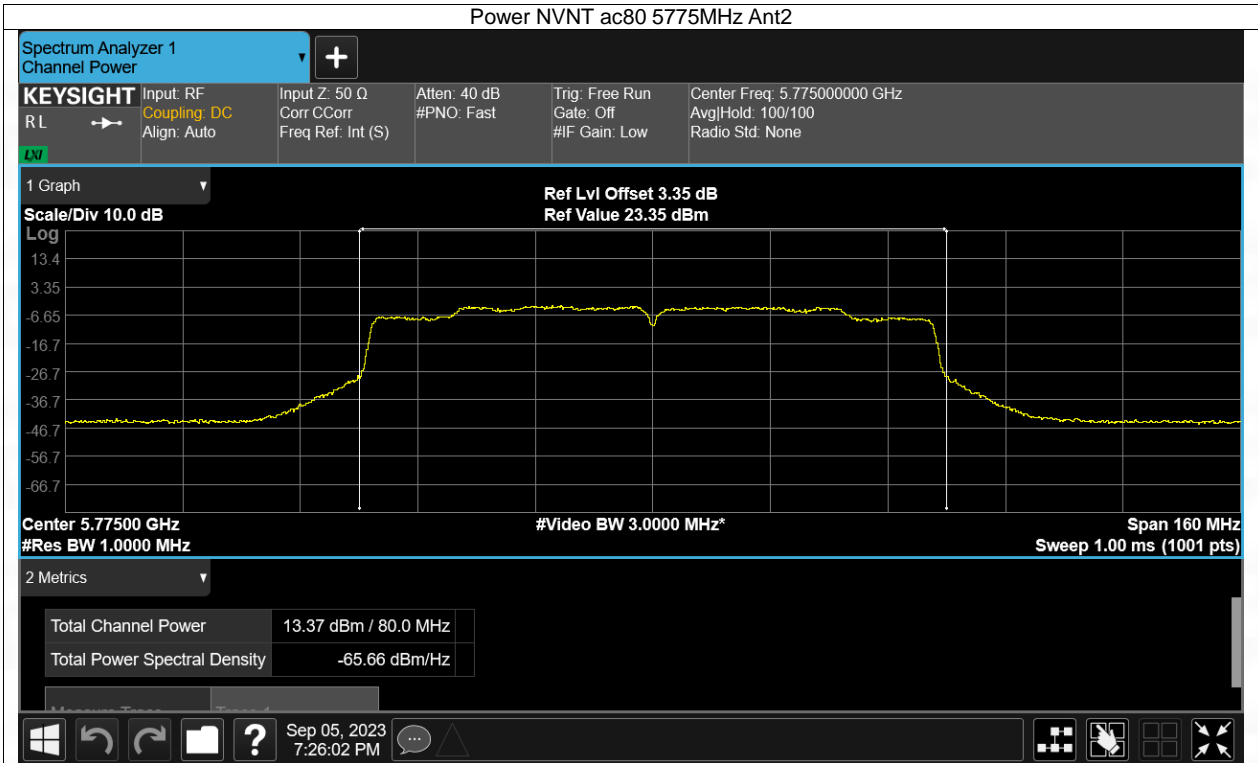 Power NVNT ac80 5775MHz Ant2
Spectrum Analyzer 1
Channel Power
KEYSIGHT
R L
LXI
Input: RF
Coupling: DC
Align: Auto
Input Z: 50 Ω
Corr CCorr
Freq Ref: Int (S)
Atten: 40 dB
#PNO: Fast
Trig: Free Run
Gate: Off
#IF Gain: Low
Center Freq: 5.775000000 GHz
Avg|Hold: 100/100
Radio Std: None
1 Graph
Scale/Div 10.0 dB
Ref Lvl Offset 3.35 dB
Ref Value 23.35 dBm
Log
13.4
3.35
-6.65
-16.7
-26.7
-36.7
-46.7
-56.7
-66.7
Center 5.77500 GHz
#Video BW 3.0000 MHz*
Span 160 MHz
#Res BW 1.0000 MHz
Sweep 1.00 ms (1001 pts)
2 Metrics
Total Channel Power 13.37 dBm / 80.0 MHz
Total Power Spectral Density -65.66 dBm/Hz
Sep 05, 2023
7:26:02 PM